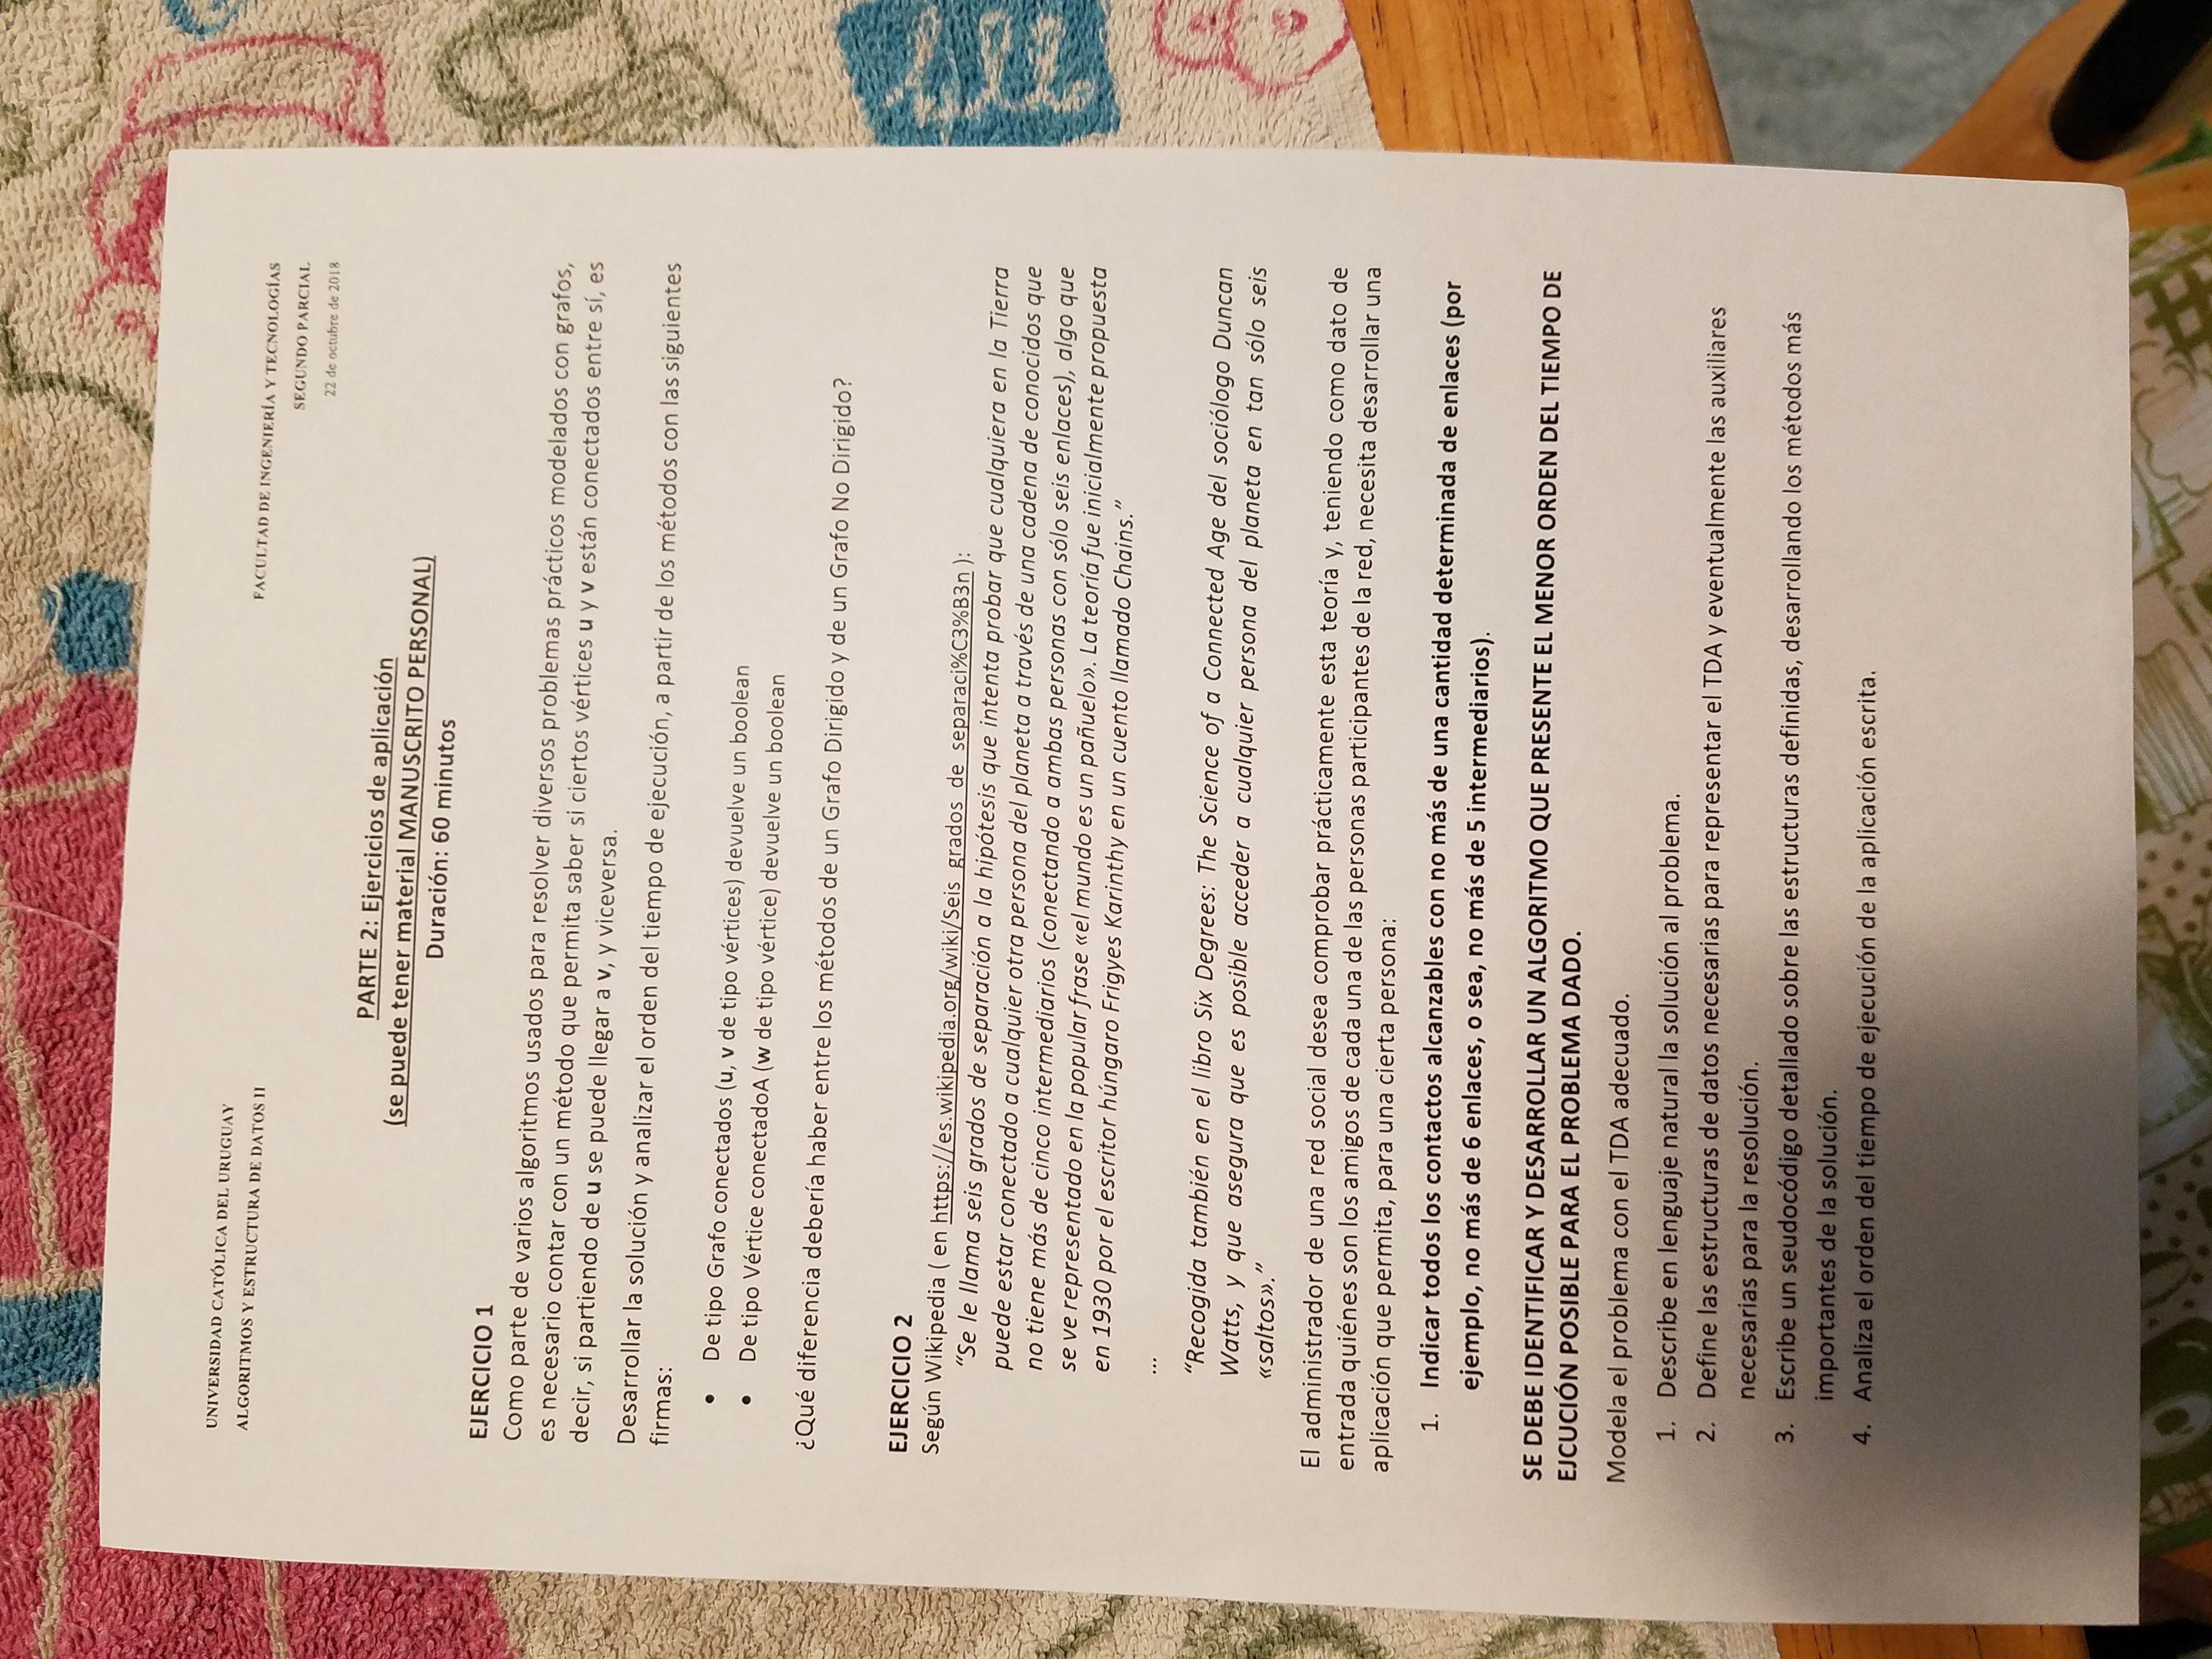 UNIVERSIDAD CATÓLICA DEL URUGUAY
ALGORITMOS Y ESTRUCTURA DE DATOS II
FACULTAD DE INGENIERÍA Y TECNOLOGÍAS
SEGUNDO PARCIAL
22 de octubre de 2018
PARTE 2: Ejercicios de aplicación
(se puede tener material MANUSCRITO PERSONAL)
Duración: 60 minutos
EJERCICIO 1
Como parte de varios algoritmos usados para resolver diversos problemas prácticos modelados con grafos,
es necesario contar con un método que permita saber si ciertos vértices u y v están conectados entre sí, es
decir, si partiendo de u se puede llegar a v, y viceversa.
Desarrollar la solución y analizar el orden del tiempo de ejecución, a partir de los métodos con las siguientes
firmas:
• De tipo Grafo conectados (u, v de tipo vértices) devuelve un boolean
• De tipo Vértice conectadoA (w de tipo vértice) devuelve un boolean
¿Qué diferencia debería haber entre los métodos de un Grafo Dirigido y de un Grafo No Dirigido?
EJERCICIO 2
Según Wikipedia ( en https://es.wikipedia.org/wiki/Seis_grados_de_separaci%C3%B3n ):
“Se le llama seis grados de separación a la hipótesis que intenta probar que cualquiera en la Tierra
puede estar conectado a cualquier otra persona del planeta a través de una cadena de conocidos que
no tiene más de cinco intermediarios (conectando a ambas personas con sólo seis enlaces), algo que
se ve representado en la popular frase «el mundo es un pañuelo». La teoría fue inicialmente propuesta
en 1930 por el escritor húngaro Frigyes Karinthy en un cuento llamado Chains.”
...
“Recogida también en el libro Six Degrees: The Science of a Connected Age del sociólogo Duncan
Watts, y que asegura que es posible acceder a cualquier persona del planeta en tan sólo seis
«saltos».”
El administrador de una red social desea comprobar prácticamente esta teoría y, teniendo como dato de
entrada quiénes son los amigos de cada una de las personas participantes de la red, necesita desarrollar una
aplicación que permita, para una cierta persona:
1. Indicar todos los contactos alcanzables con no más de una cantidad determinada de enlaces (por
ejemplo, no más de 6 enlaces, o sea, no más de 5 intermediarios).
SE DEBE IDENTIFICAR Y DESARROLLAR UN ALGORITMO QUE PRESENTE EL MENOR ORDEN DEL TIEMPO DE
EJCUCIÓN POSIBLE PARA EL PROBLEMA DADO.
Modela el problema con el TDA adecuado.
1. Describe en lenguaje natural la solución al problema.
2. Define las estructuras de datos necesarias para representar el TDA y eventualmente las auxiliares
necesarias para la resolución.
3. Escribe un seudocódigo detallado sobre las estructuras definidas, desarrollando los métodos más
importantes de la solución.
4. Analiza el orden del tiempo de ejecución de la aplicación escrita.